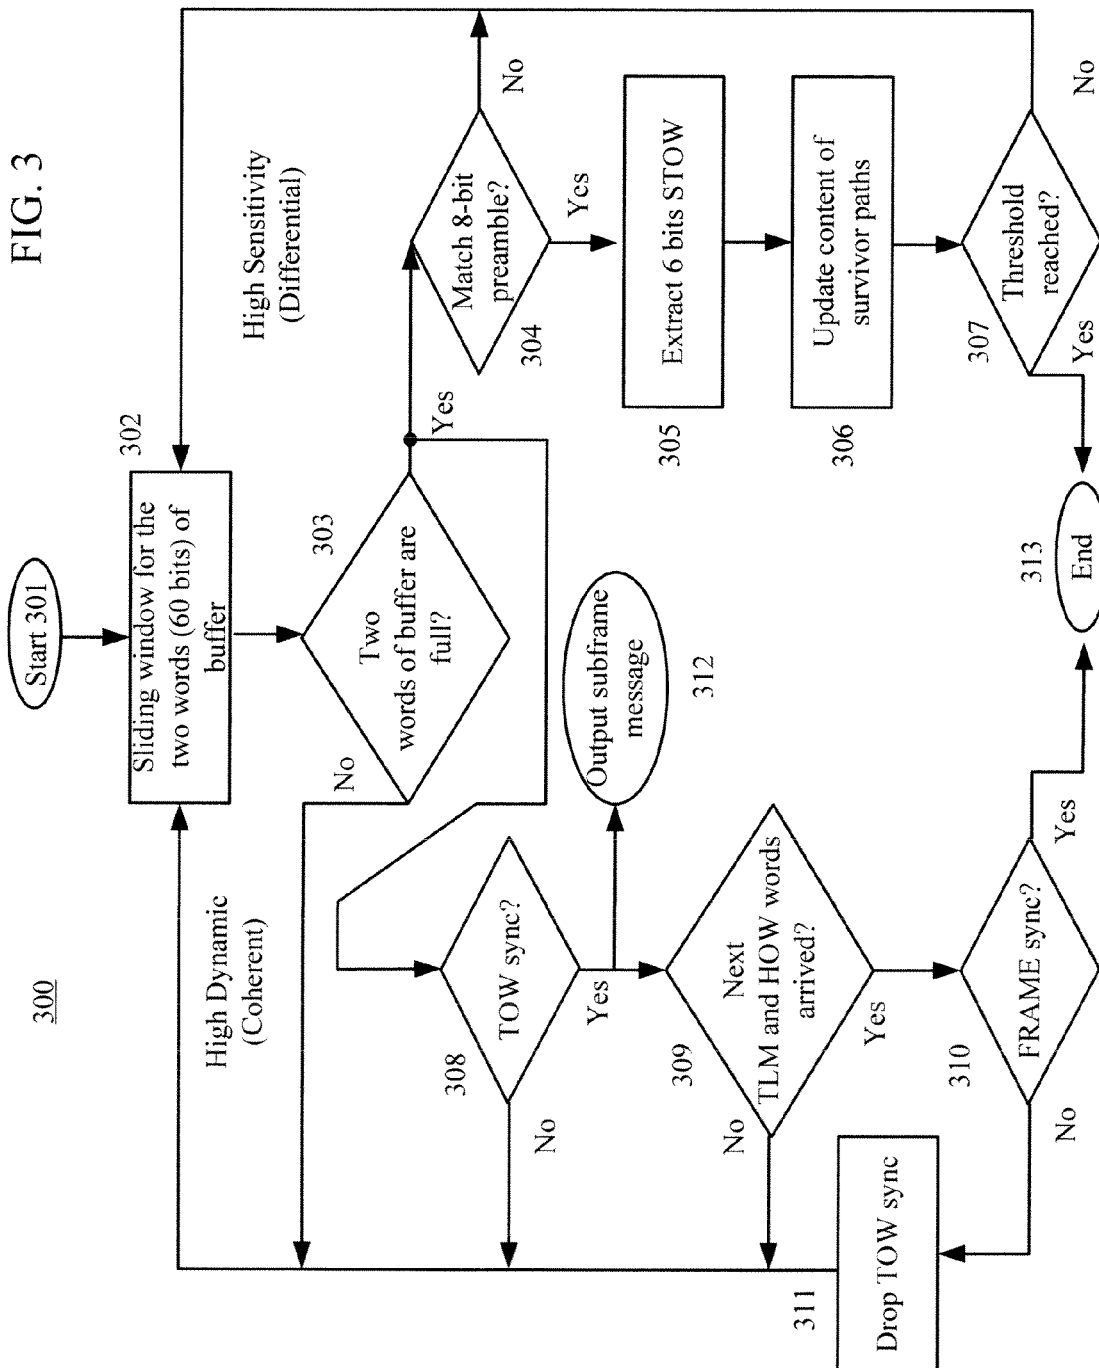 FIG. 3
300
Start 301
302
Sliding window for the
two words (60 bits) of
buffer
High Dynamic
(Coherent)
High Sensitivity
(Differential)
303
Two
words of buffer are
full?
No
Yes
304
Match 8-bit
preamble?
No
Yes
305
Extract 6 bits STOW
306
Update content of
survivor paths
307
Threshold
reached?
No
Yes
308
TOW sync?
No
Yes
Output subframe
message
312
309
Next
TLM and HOW words
arrived?
No
Yes
310
FRAME sync?
No
Yes
311
Drop TOW sync
313
End